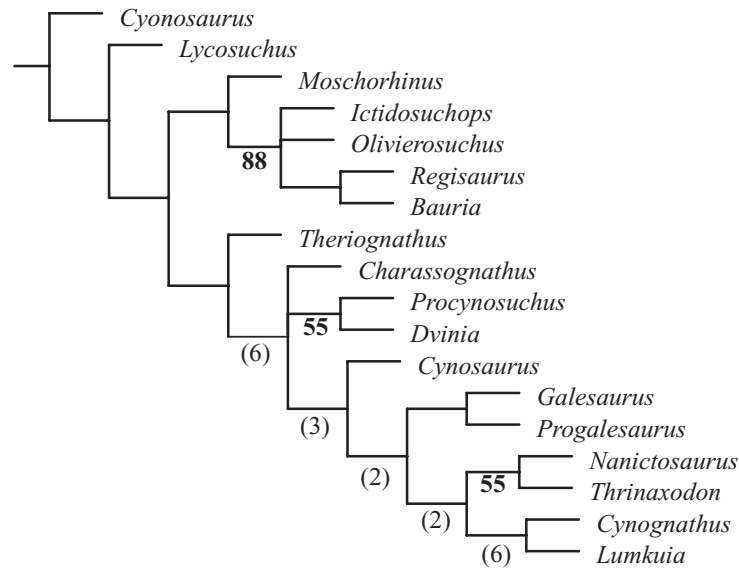 Cyonosaurus
Lycosuchus
Moschorhinus
Ictidosuchops
Olivierosuchus
88
Regisaurus
Bauria
Theriognathus
Charassognathus
Procynosuchus
55
Dvinia
(6)
Cynosaurus
Galesaurus
(3)
Progalesaurus
Nanictosaurus
(2)
55
Thrinaxodon
(2)
Cynognathus
(6)
Lumkuia